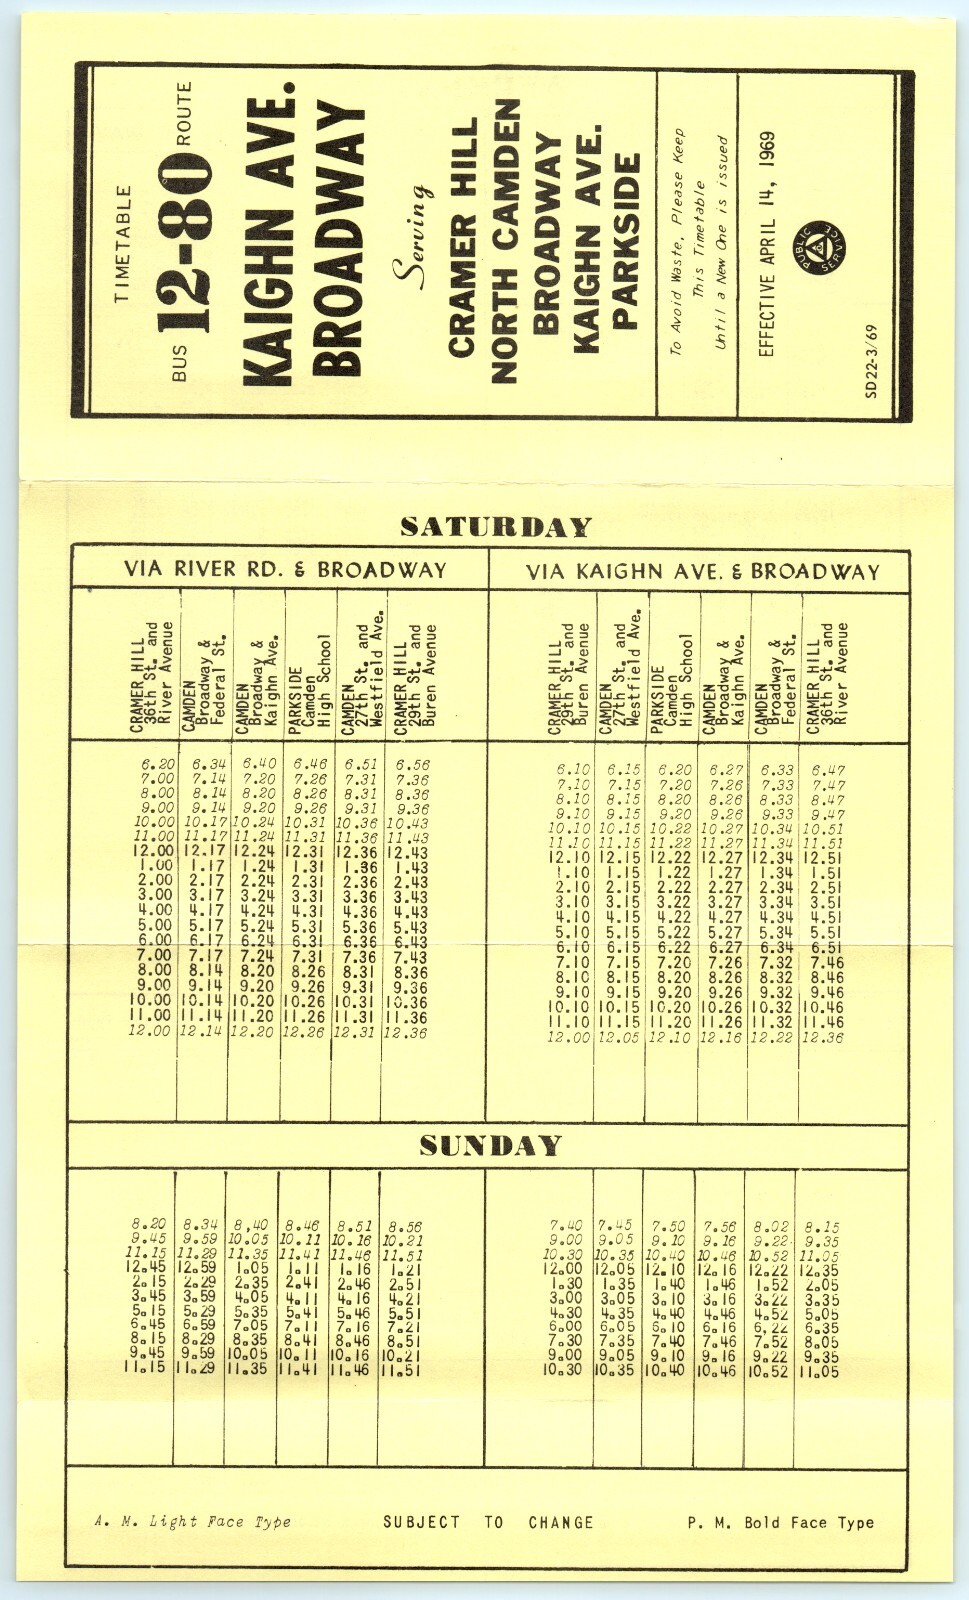 TIMETABLE
BUS 12-80 ROUTE
KAIGHN AVE.
BROADWAY
Serving
CRAMER HILL
NORTH CAMDEN
BROADWAY
KAIGHN AVE.
PARKSIDE
To Avoid Waste, Please Keep
This Timetable
Until a New One is issued
EFFECTIVE APRIL 14, 1969
PUBLIC SERVICE
SD22-3/69
SATURDAY
VIA RIVER RD. & BROADWAY
CRAMER HILL
36th St. and
River Avenue
CAMDEN
Broadway &
Federal St.
CAMDEN
Broadway &
Kaighn Ave.
PARKSIDE
Camden
High School
CAMDEN
27th St. and
Westfield Ave.
CRAMER HILL
29th St. and
Buren Avenue
6.20 6.34 6.40 6.46 6.51 6.56
7.00 7.14 7.20 7.26 7.31 7.36
8.00 8.14 8.20 8.26 8.31 8.36
9.00 9.14 9.20 9.26 9.31 9.36
10.00 10.17 10.24 10.31 10.36 10.43
11.00 11.17 11.24 11.31 11.36 11.43
12.00 12.17 12.24 12.31 12.36 12.43
1.00 1.17 1.24 1.31 1.36 1.43
2.00 2.17 2.24 2.31 2.36 2.43
3.00 3.17 3.24 3.31 3.36 3.43
4.00 4.17 4.24 4.31 4.36 4.43
5.00 5.17 5.24 5.31 5.36 5.43
6.00 6.17 6.24 6.31 6.36 6.43
7.00 7.17 7.24 7.31 7.36 7.43
8.00 8.14 8.20 8.26 8.31 8.36
9.00 9.14 9.20 9.26 9.31 9.36
10.00 10.14 10.20 10.26 10.31 10.36
11.00 11.14 11.20 11.26 11.31 11.36
12.00 12.14 12.20 12.26 12.31 12.36
VIA KAIGHN AVE. & BROADWAY
CRAMER HILL
29th St. and
Buren Avenue
CAMDEN
27th St. and
Westfield Ave.
PARKSIDE
Camden
High School
CAMDEN
Broadway &
Kaighn Ave.
CAMDEN
Broadway &
Federal St.
CRAMER HILL
36th St. and
River Avenue
6.10 6.15 6.20 6.27 6.33 6.47
7.10 7.15 7.20 7.26 7.33 7.47
8.10 8.15 8.20 8.26 8.33 8.47
9.10 9.15 9.20 9.26 9.33 9.47
10.10 10.15 10.22 10.27 10.34 10.51
11.10 11.15 11.22 11.27 11.34 11.51
12.10 12.15 12.22 12.27 12.34 12.51
1.10 1.15 1.22 1.27 1.34 1.51
2.10 2.15 2.22 2.27 2.34 2.51
3.10 3.15 3.22 3.27 3.34 3.51
4.10 4.15 4.22 4.27 4.34 4.51
5.10 5.15 5.22 5.27 5.34 5.51
6.10 6.15 6.22 6.27 6.34 6.51
7.10 7.15 7.20 7.26 7.32 7.46
8.10 8.15 8.20 8.26 8.32 8.46
9.10 9.15 9.20 9.26 9.32 9.46
10.10 10.15 10.20 10.26 10.32 10.46
11.10 11.15 11.20 11.26 11.32 11.46
12.00 12.05 12.10 12.16 12.22 12.36
SUNDAY
8.20 8.34 8,40 8.46 8.51 8.56
9.45 9.59 10.05 10.11 10.16 10.21
11.15 11.29 11.35 11.41 11.46 11.51
12.45 12.59 1.05 1.11 1.16 1.21
2.15 2.29 2.35 2.41 2.46 2.51
3.45 3.59 4.05 4.11 4.16 4.21
5.15 5.29 5.35 5.41 5.46 5.51
6.45 6.59 7.05 7.11 7.16 7.21
8.15 8.29 8.35 8.41 8.46 8.51
9.45 9.59 10.05 10.11 10.16 10.21
11.15 11.29 11.35 11.41 11.46 11.51
7.40 7.45 7.50 7.56 8.02 8.15
9.00 9.05 9.10 9.16 9.22 9.35
10.30 10.35 10.40 10.46 10.52 11.05
12.00 12.05 12.10 12.16 12.22 12.35
1.30 1.35 1.40 1.46 1.52 2.05
3.00 3.05 3.10 3.16 3.22 3.35
4.30 4.35 4.40 4.46 4.52 5.05
6.00 6.05 6.10 6.16 6,22 6.35
7.30 7.35 7.40 7.46 7.52 8.05
9.00 9.05 9.10 9.16 9.22 9.35
10.30 10.35 10.40 10.46 10.52 11.05
A. M. Light Face Type SUBJECT TO CHANGE P. M. Bold Face Type